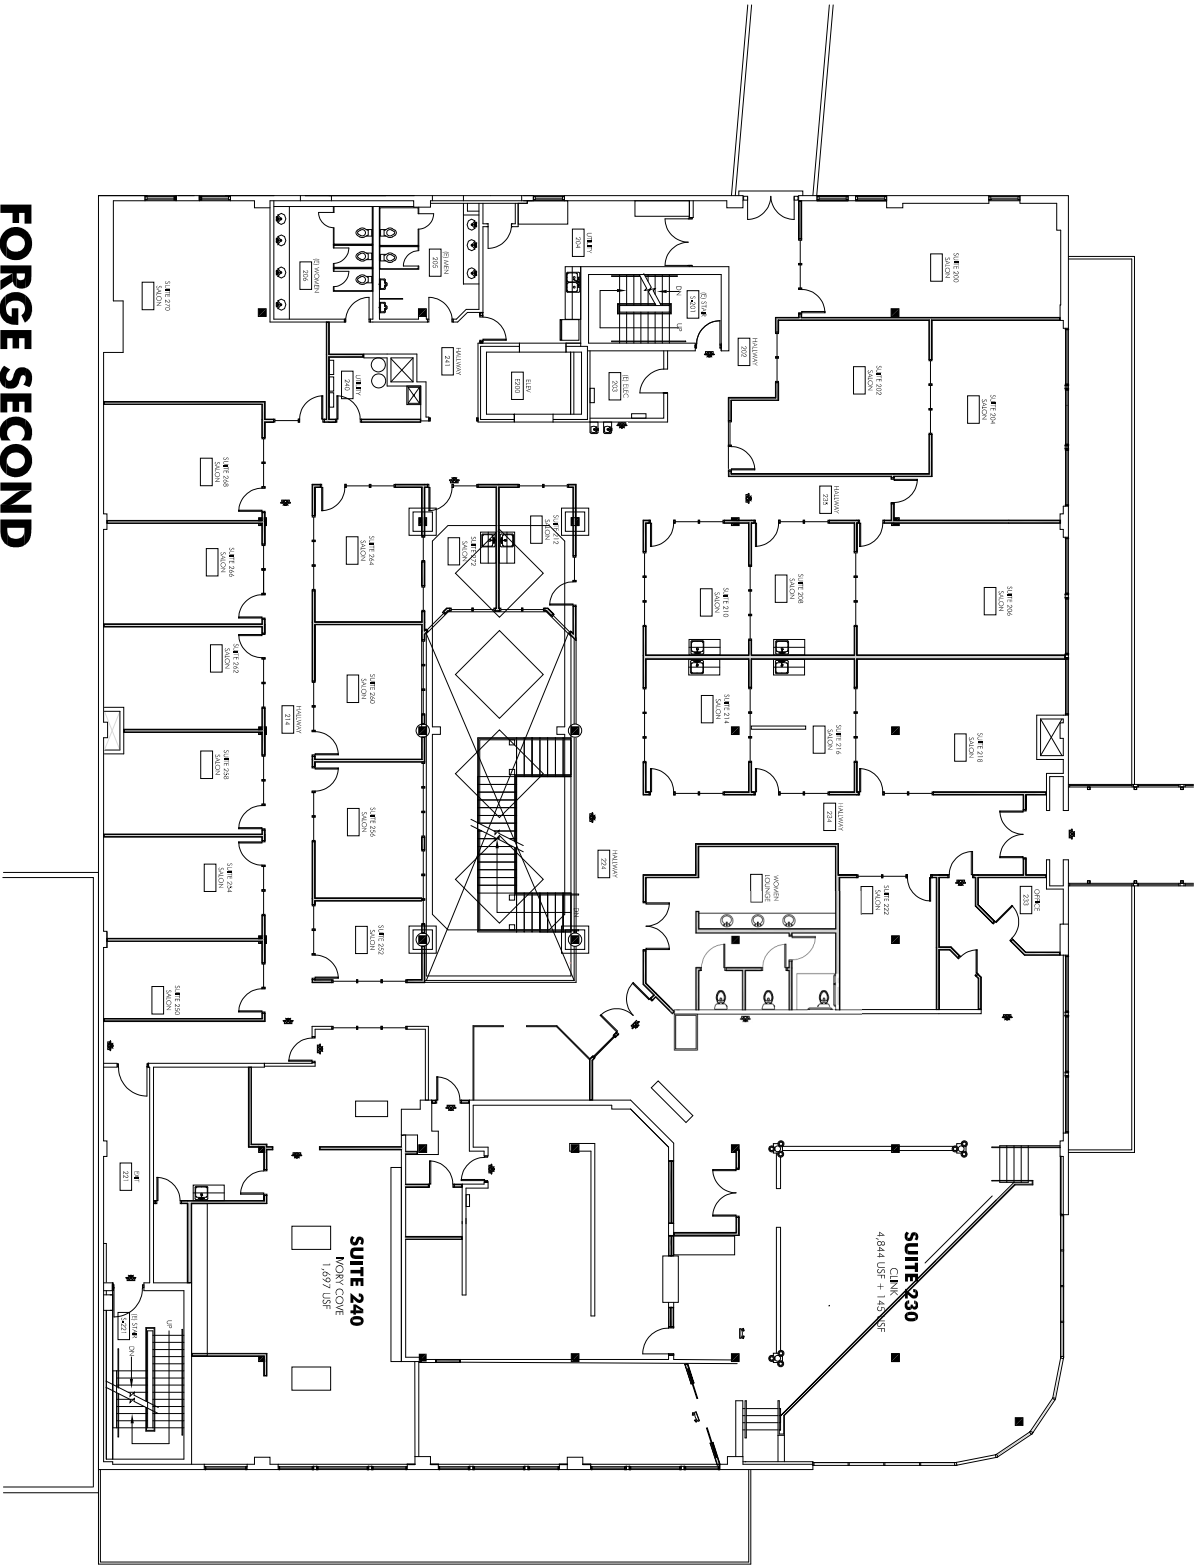 FORGE SECOND
SUITE 200
SALON
SUITE 204
SALON
SUITE 202
SALON
HALLWAY
202
(E) STAIR
S-201
DN
UP
UTILITY
204
(E) ELEC
203
ELEV
E200
(E) MEN
205
(E) WOMEN
206
HALLWAY
241
UTILITY
240
SUITE 270
SALON
SUITE 206
SALON
HALLWAY
235
SUITE 208
SALON
SUITE 210
SALON
SUITE 212
SALON
SUITE 272
SALON
SUITE 264
SALON
SUITE 268
SALON
SUITE 266
SALON
SUITE 218
SALON
SUITE 216
SALON
SUITE 214
SALON
SUITE 260
SALON
HALLWAY
214
SUITE 262
SALON
SUITE 258
SALON
HALLWAY
234
HALLWAY
224
DN
SUITE 256
SALON
SUITE 254
SALON
OFFICE
233
SUITE 222
SALON
WOMEN
LOUNGE
SUITE 252
SALON
SUITE 250
SALON
SUITE 230
CLINK
4,844 USF + 145 USF
SUITE 240
IVORY COVE
1,697 USF
EXIT
221
(E) STAIR
S-221
UP
DN